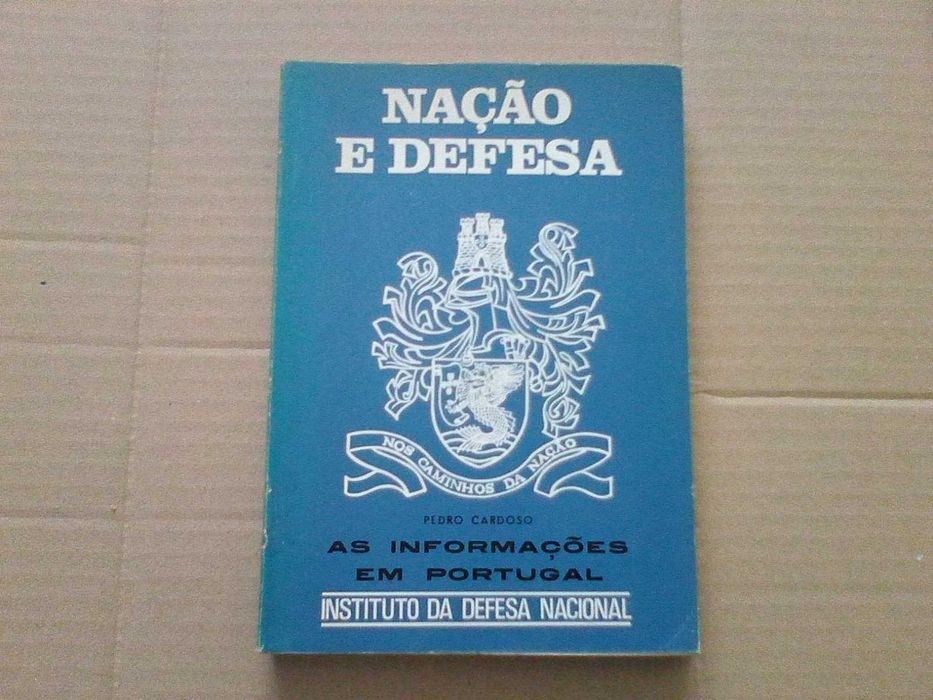 NAÇÃO
E DEFESA
NOS CAMINHOS DA NAÇÃO
PEDRO CARDOSO
AS INFORMAÇÕES
EM PORTUGAL
INSTITUTO DA DEFESA NACIONAL